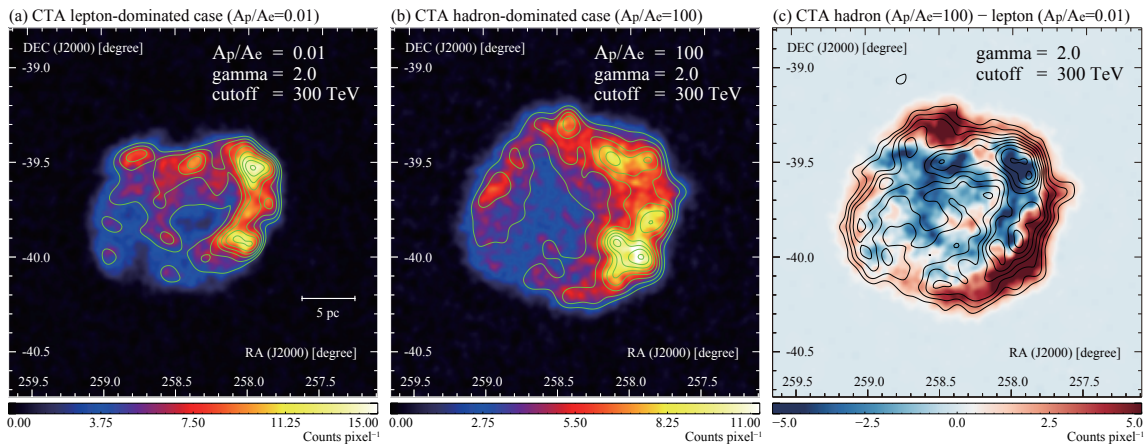 (a) CTA lepton-dominated case (Ap/Ae=0.01)
DEC (J2000) [degree]
Ap/Ae = 0.01
gamma = 2.0
cutoff = 300 TeV
-39.0
-39.5
-40.0
-40.5
5 pc
RA (J2000) [degree]
259.5 259.0 258.5 258.0 257.5
0.00 3.75 7.50 11.25 15.00
Counts pixel⁻¹
(b) CTA hadron-dominated case (Ap/Ae=100)
DEC (J2000) [degree]
Ap/Ae = 100
gamma = 2.0
cutoff = 300 TeV
RA (J2000) [degree]
259.5 259.0 258.5 258.0 257.5
0.00 2.75 5.50 8.25 11.00
Counts pixel⁻¹
(c) CTA hadron (Ap/Ae=100) − lepton (Ap/Ae=0.01)
DEC (J2000) [degree]
gamma = 2.0
cutoff = 300 TeV
-39.0
-39.5
-40.0
-40.5
RA (J2000) [degree]
259.5 259.0 258.5 258.0 257.5
−5.0 -2.5 0.0 2.5 5.0
Counts pixel⁻¹